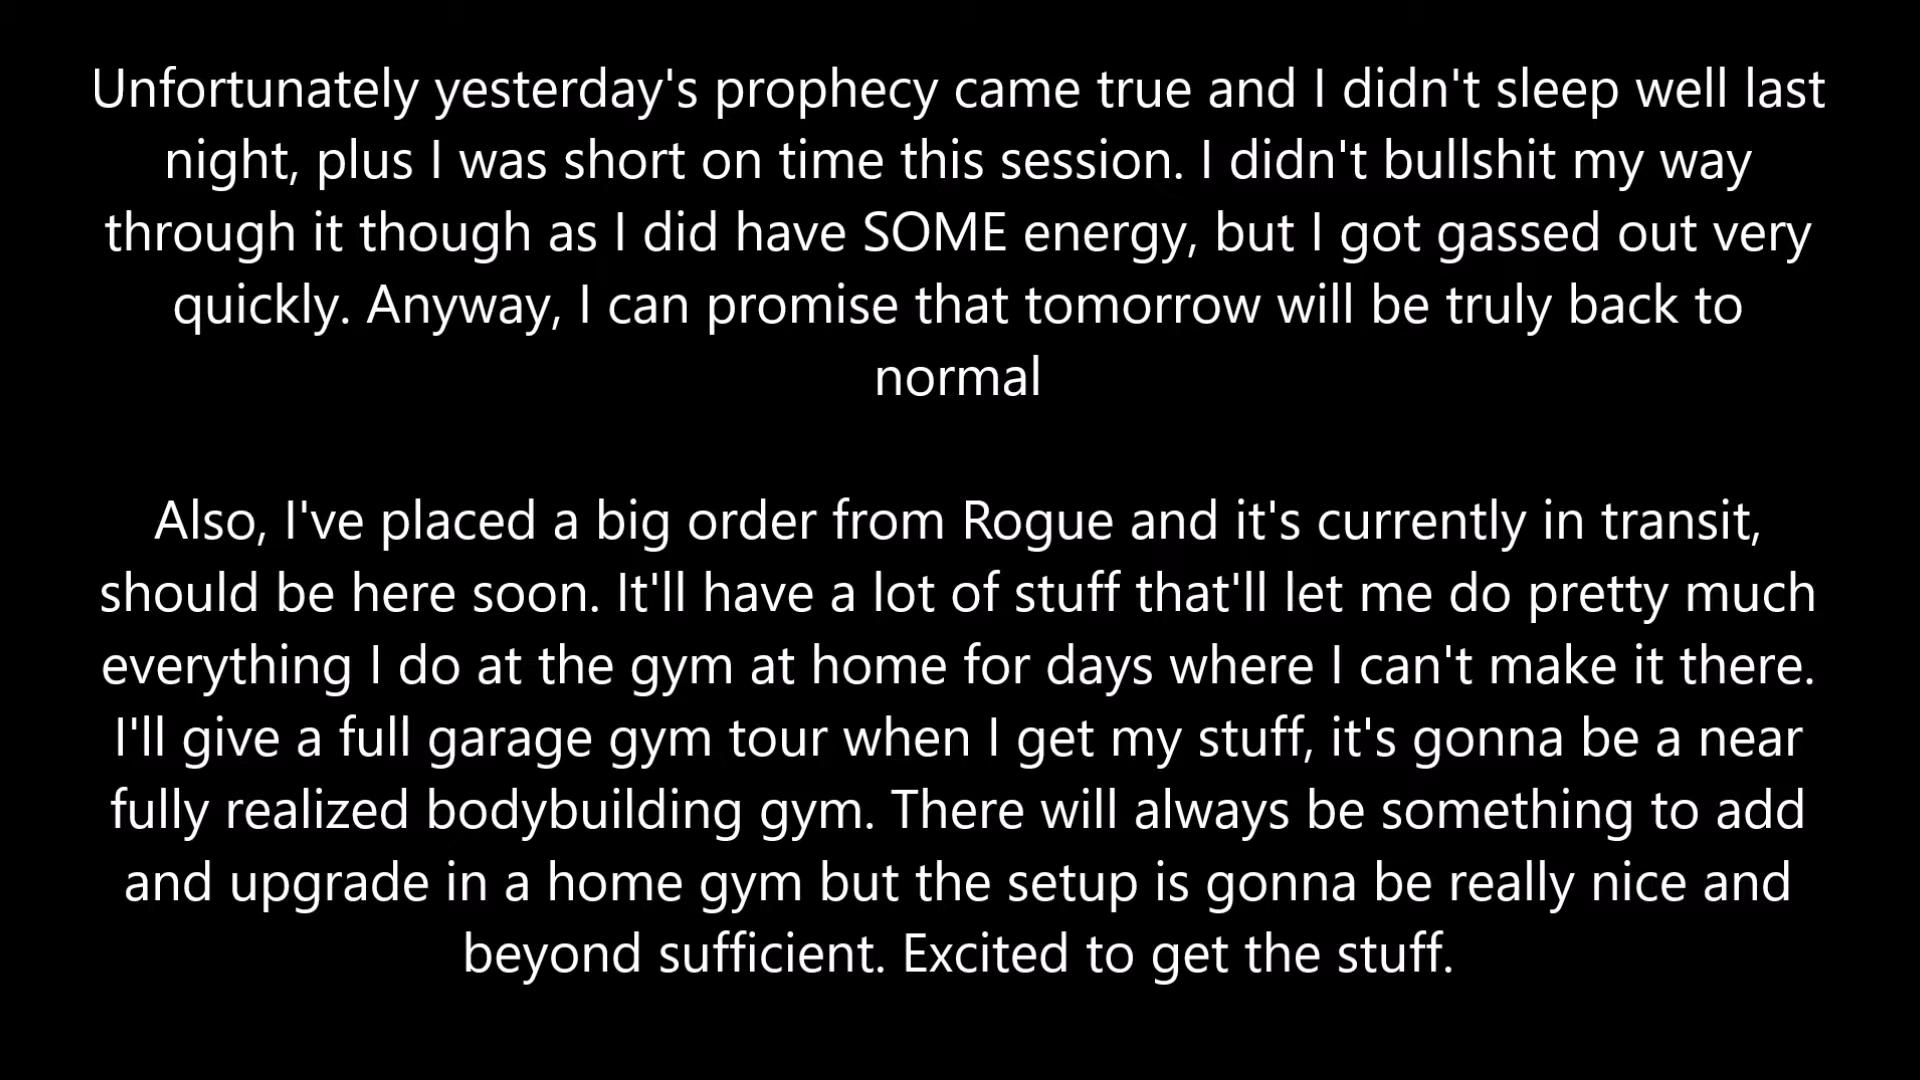 Unfortunately yesterday's prophecy came true and I didn't sleep well last
night, plus I was short on time this session. I didn't bullshit my way
through it though as I did have SOME energy, but I got gassed out very
quickly. Anyway, I can promise that tomorrow will be truly back to
normal
Also, I've placed a big order from Rogue and it's currently in transit,
should be here soon. It'll have a lot of stuff that'll let me do pretty much
everything I do at the gym at home for days where I can't make it there.
I'll give a full garage gym tour when I get my stuff, it's gonna be a near
fully realized bodybuilding gym. There will always be something to add
and upgrade in a home gym but the setup is gonna be really nice and
beyond sufficient. Excited to get the stuff.